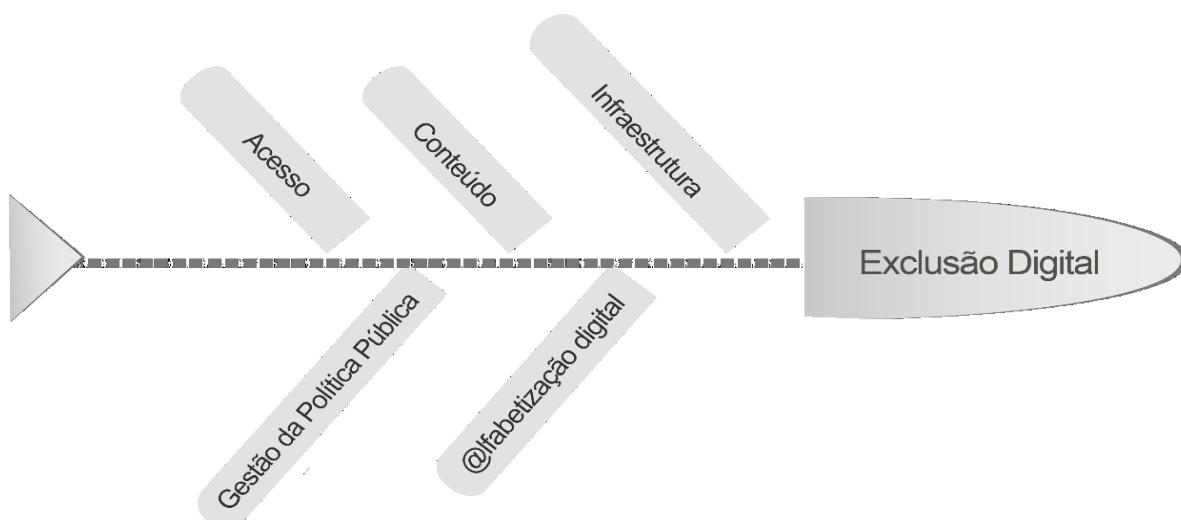 Acesso
Conteúdo
Infraestrutura
Exclusão Digital
Gestão da Política Pública
@lfabetização digital